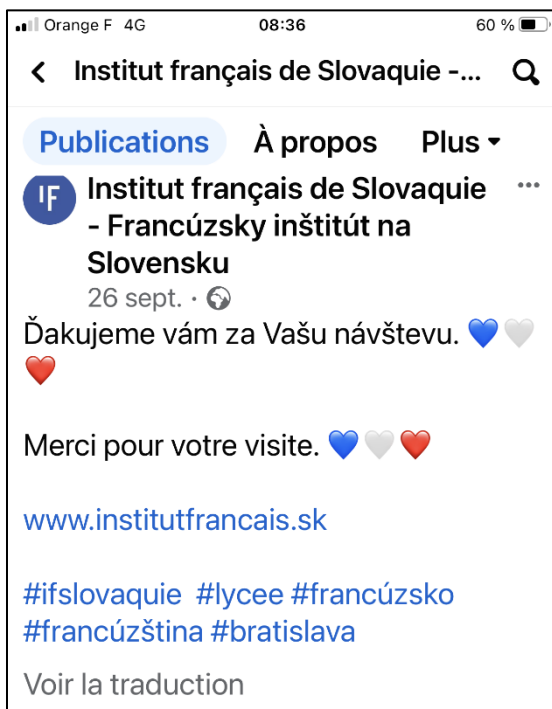 Orange F 4G 08:36 60 %
Institut français de Slovaquie -...
Publications À propos Plus
IF Institut français de Slovaquie
- Francúzsky inštitút na
Slovensku
26 sept. ·
Ďakujeme vám za Vašu návštevu. 💙🤍
❤️
Merci pour votre visite. 💙🤍❤️
www.institutfrancais.sk
#ifslovaquie #lycee #francúzsko
#francúzština #bratislava
Voir la traduction